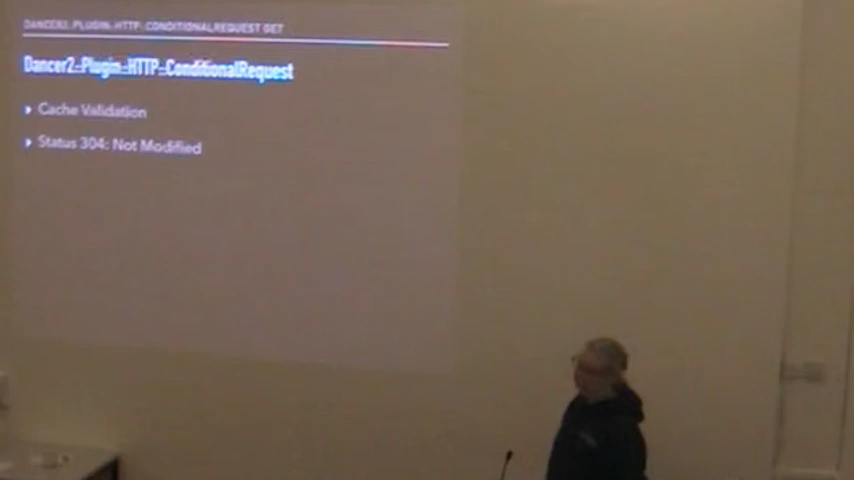 DANCER2::PLUGIN::HTTP::CONDITIONALREQUEST GET
Dancer2::Plugin::HTTP::ConditionalRequest
Cache Validation
Status 304: Not Modified